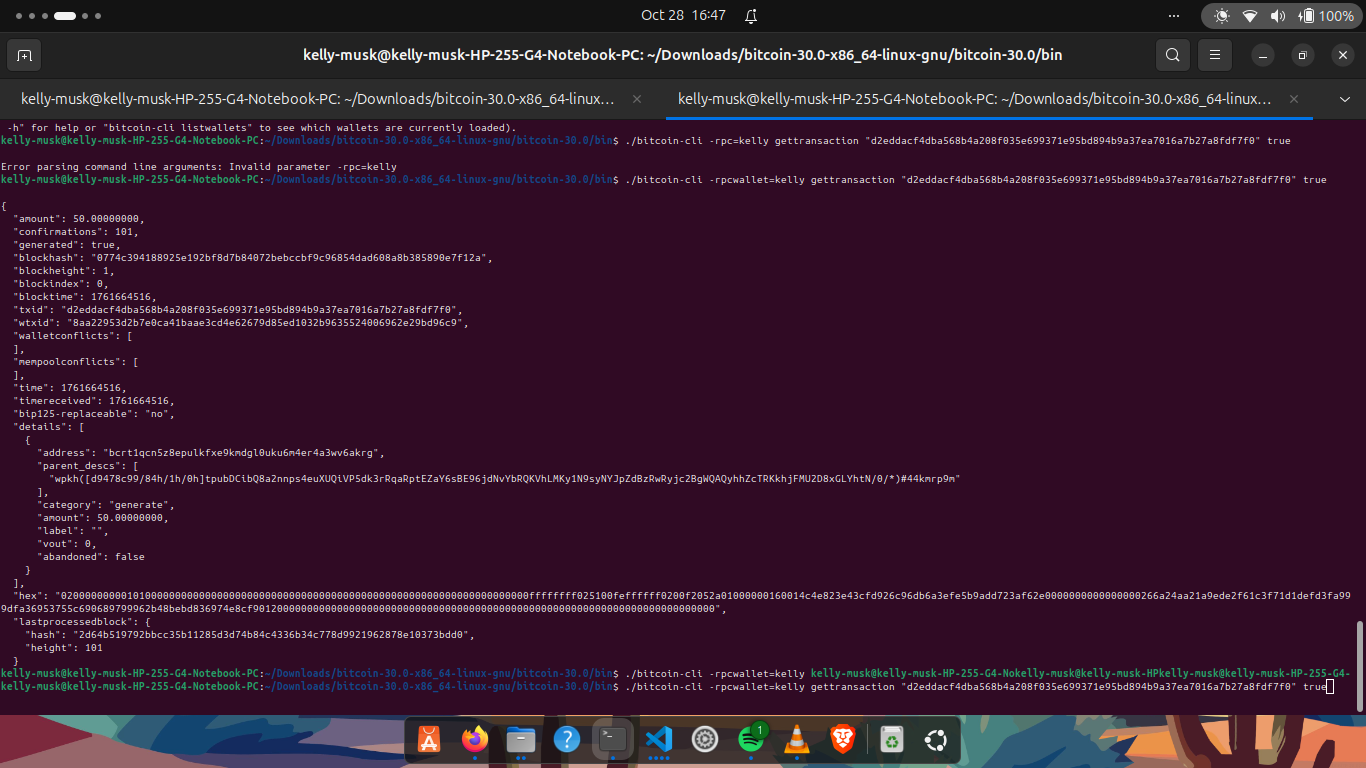 Oct 28 16:47
100%
kelly-musk@kelly-musk-HP-255-G4-Notebook-PC: ~/Downloads/bitcoin-30.0-x86_64-linux-gnu/bitcoin-30.0/bin
kelly-musk@kelly-musk-HP-255-G4-Notebook-PC: ~/Downloads/bitcoin-30.0-x86_64-linux...
kelly-musk@kelly-musk-HP-255-G4-Notebook-PC: ~/Downloads/bitcoin-30.0-x86_64-linux...
-h" for help or "bitcoin-cli listwallets" to see which wallets are currently loaded).
kelly-musk@kelly-musk-HP-255-G4-Notebook-PC:~/Downloads/bitcoin-30.0-x86_64-linux-gnu/bitcoin-30.0/bin$ ./bitcoin-cli -rpc=kelly gettransaction "d2eddacf4dba568b4a208f035e699371e95bd894b9a37ea7016a7b27a8fdf7f0" true
Error parsing command line arguments: Invalid parameter -rpc=kelly
kelly-musk@kelly-musk-HP-255-G4-Notebook-PC:~/Downloads/bitcoin-30.0-x86_64-linux-gnu/bitcoin-30.0/bin$ ./bitcoin-cli -rpcwallet=kelly gettransaction "d2eddacf4dba568b4a208f035e699371e95bd894b9a37ea7016a7b27a8fdf7f0" true
{
"amount": 50.00000000,
"confirmations": 101,
"generated": true,
"blockhash": "0774c394188925e192bf8d7b84072bebccbf9c96854dad608a8b385890e7f12a",
"blockheight": 1,
"blockindex": 0,
"blocktime": 1761664516,
"txid": "d2eddacf4dba568b4a208f035e699371e95bd894b9a37ea7016a7b27a8fdf7f0",
"wtxid": "8aa22953d2b7e0ca41baae3cd4e62679d85ed1032b9635524006962e29bd96c9",
"walletconflicts": [
],
"mempoolconflicts": [
],
"time": 1761664516,
"timereceived": 1761664516,
"bip125-replaceable": "no",
"details": [
{
"address": "bcrt1qcn5z8epulkfxe9kmdgl0uku6m4er4a3wv6akrg",
"parent_descs": [
"wpkh([d9478c99/84h/1h/0h]tpubDCibQ8a2nnps4euXUQiVP5dk3rRqaRptEZaY6sBE96jdNvYbRQKVhLMKy1N9syNYJpZdBzRwRyjc2BgWQAQyhhZcTRKkhjFMU2D8xGLYhtN/0/*)#44kmrp9m"
],
"category": "generate",
"amount": 50.00000000,
"label": "",
"vout": 0,
"abandoned": false
}
],
"hex":
"lastprocessedblock": {
"hash": "2d64b519792bbcc35b11285d3d74b84c4336b34c778d9921962878e10373bdd0",
"height": 101
}
kelly-musk@kelly-musk-HP-255-G4-Notebook-PC:~/Downloads/bitcoin-30.0-x86_64-linux-gnu/bitcoin-30.0/bin$ ./bitcoin-cli -rpcwallet=kelly kelly-musk@kelly-musk-HP-255-G4-Nokelly-musk@kelly-musk-HPkelly-musk@kelly-musk-HP-255-G4-
kelly-musk@kelly-musk-HP-255-G4-Notebook-PC:~/Downloads/bitcoin-30.0-x86_64-linux-gnu/bitcoin-30.0/bin$ ./bitcoin-cli -rpcwallet=kelly gettransaction "d2eddacf4dba568b4a208f035e699371e95bd894b9a37ea7016a7b27a8fdf7f0" true
1